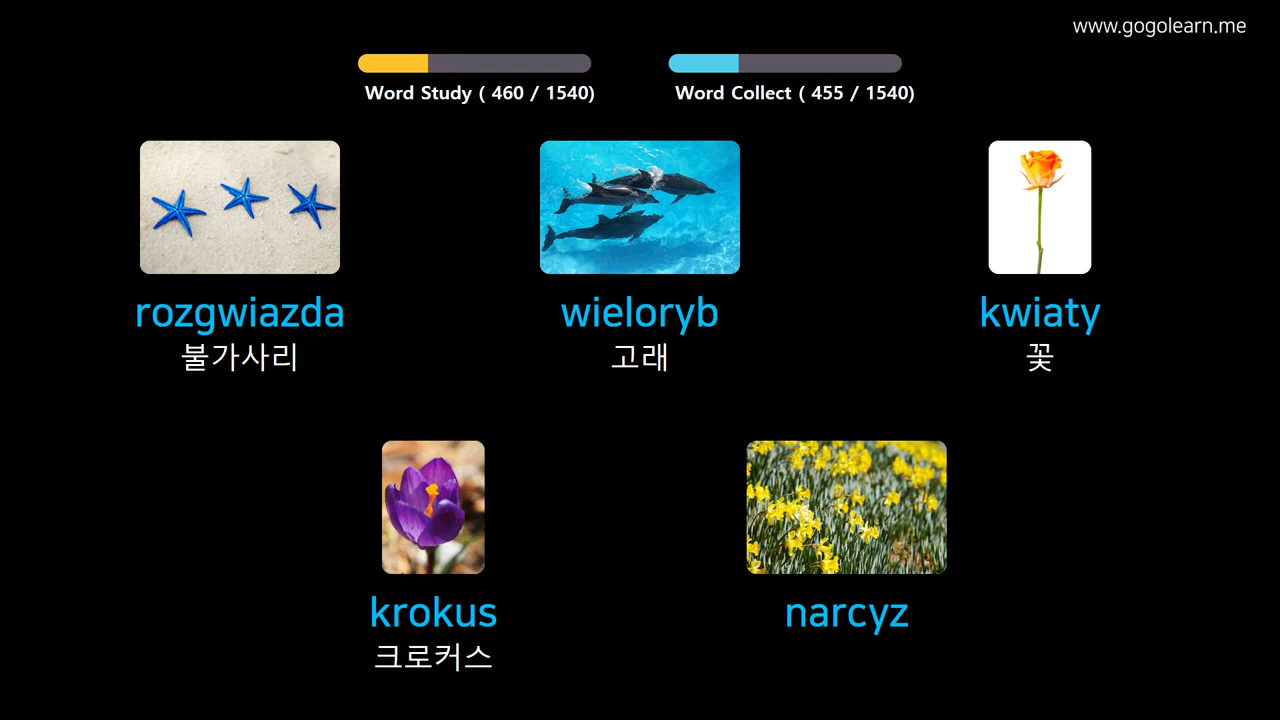 www.gogolearn.me
Word Study ( 460 / 1540)
Word Collect ( 455 / 1540)
rozgwiazda
불가사리
wieloryb
고래
kwiaty
꽃
krokus
크로커스
narcyz